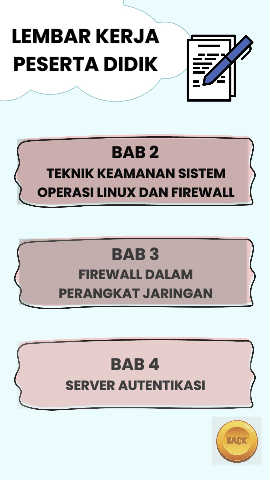 LEMBAR KERJA
PESERTA DIDIK
BAB 2
TEKNIK KEAMANAN SISTEM
OPERASI LINUX DAN FIREWALL
BAB 3
FIREWALL DALAM
PERANGKAT JARINGAN
BAB 4
SERVER AUTENTIKASI
BACK